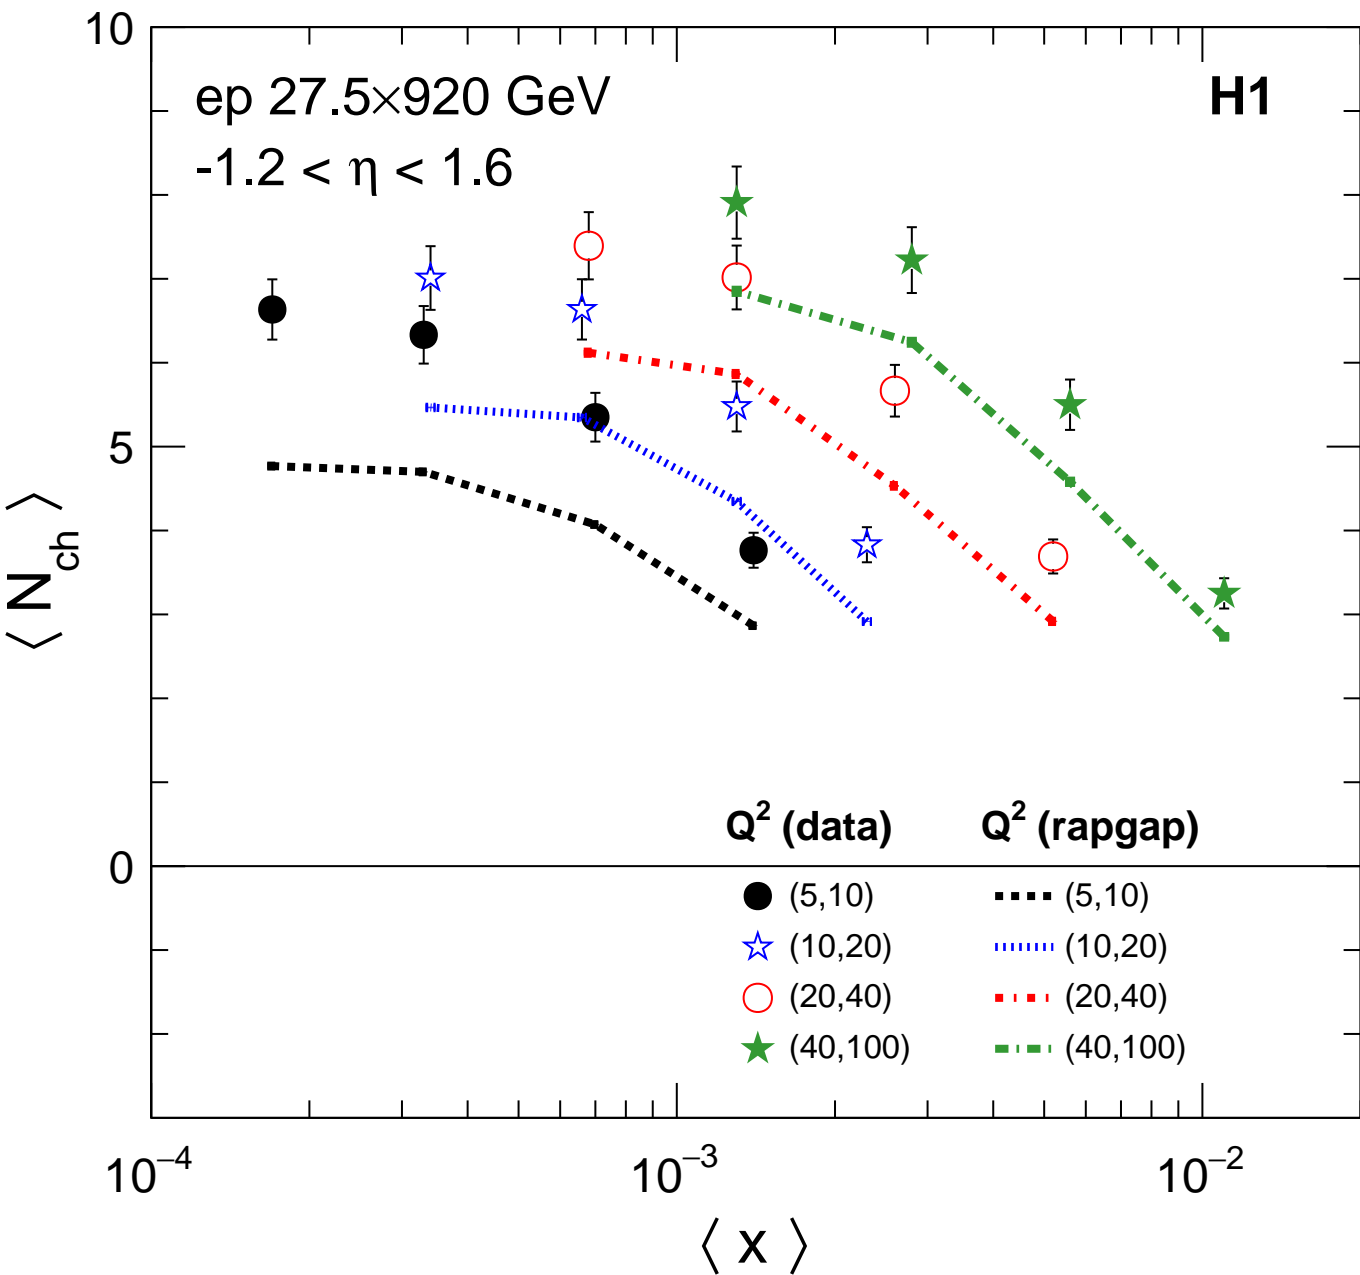 10
ep 27.5×920 GeV
H1
-1.2 < η < 1.6
5
⟨ N_ch ⟩
Q² (data) Q² (rapgap)
0
(5,10) (5,10)
(10,20) (10,20)
(20,40) (20,40)
(40,100) (40,100)
10⁻⁴ 10⁻³ 10⁻²
⟨ x ⟩